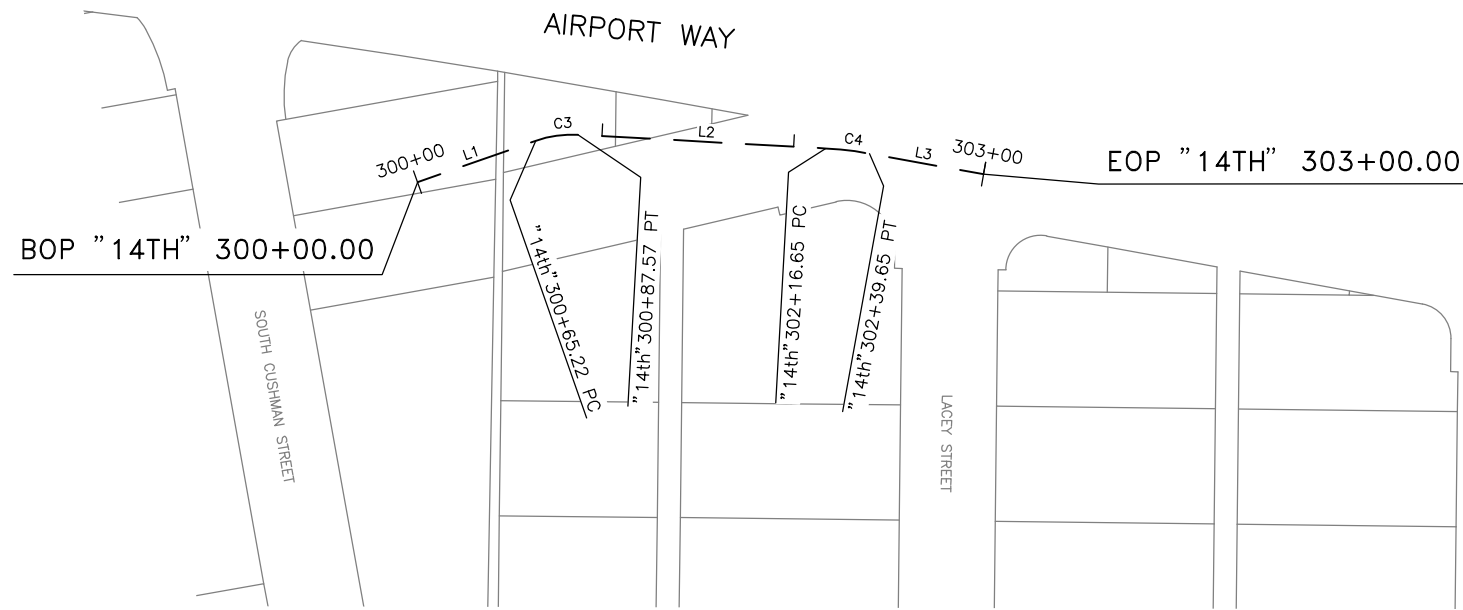 AIRPORT WAY
300+00
L1
C3
L2
C4
L3
303+00
EOP "14TH" 303+00.00
BOP "14TH" 300+00.00
"14th"300+65.22 PC
"14th"300+87.57 PT
"14th"302+16.65 PC
"14th"302+39.65 PT
SOUTH CUSHMAN STREET
LACEY STREET